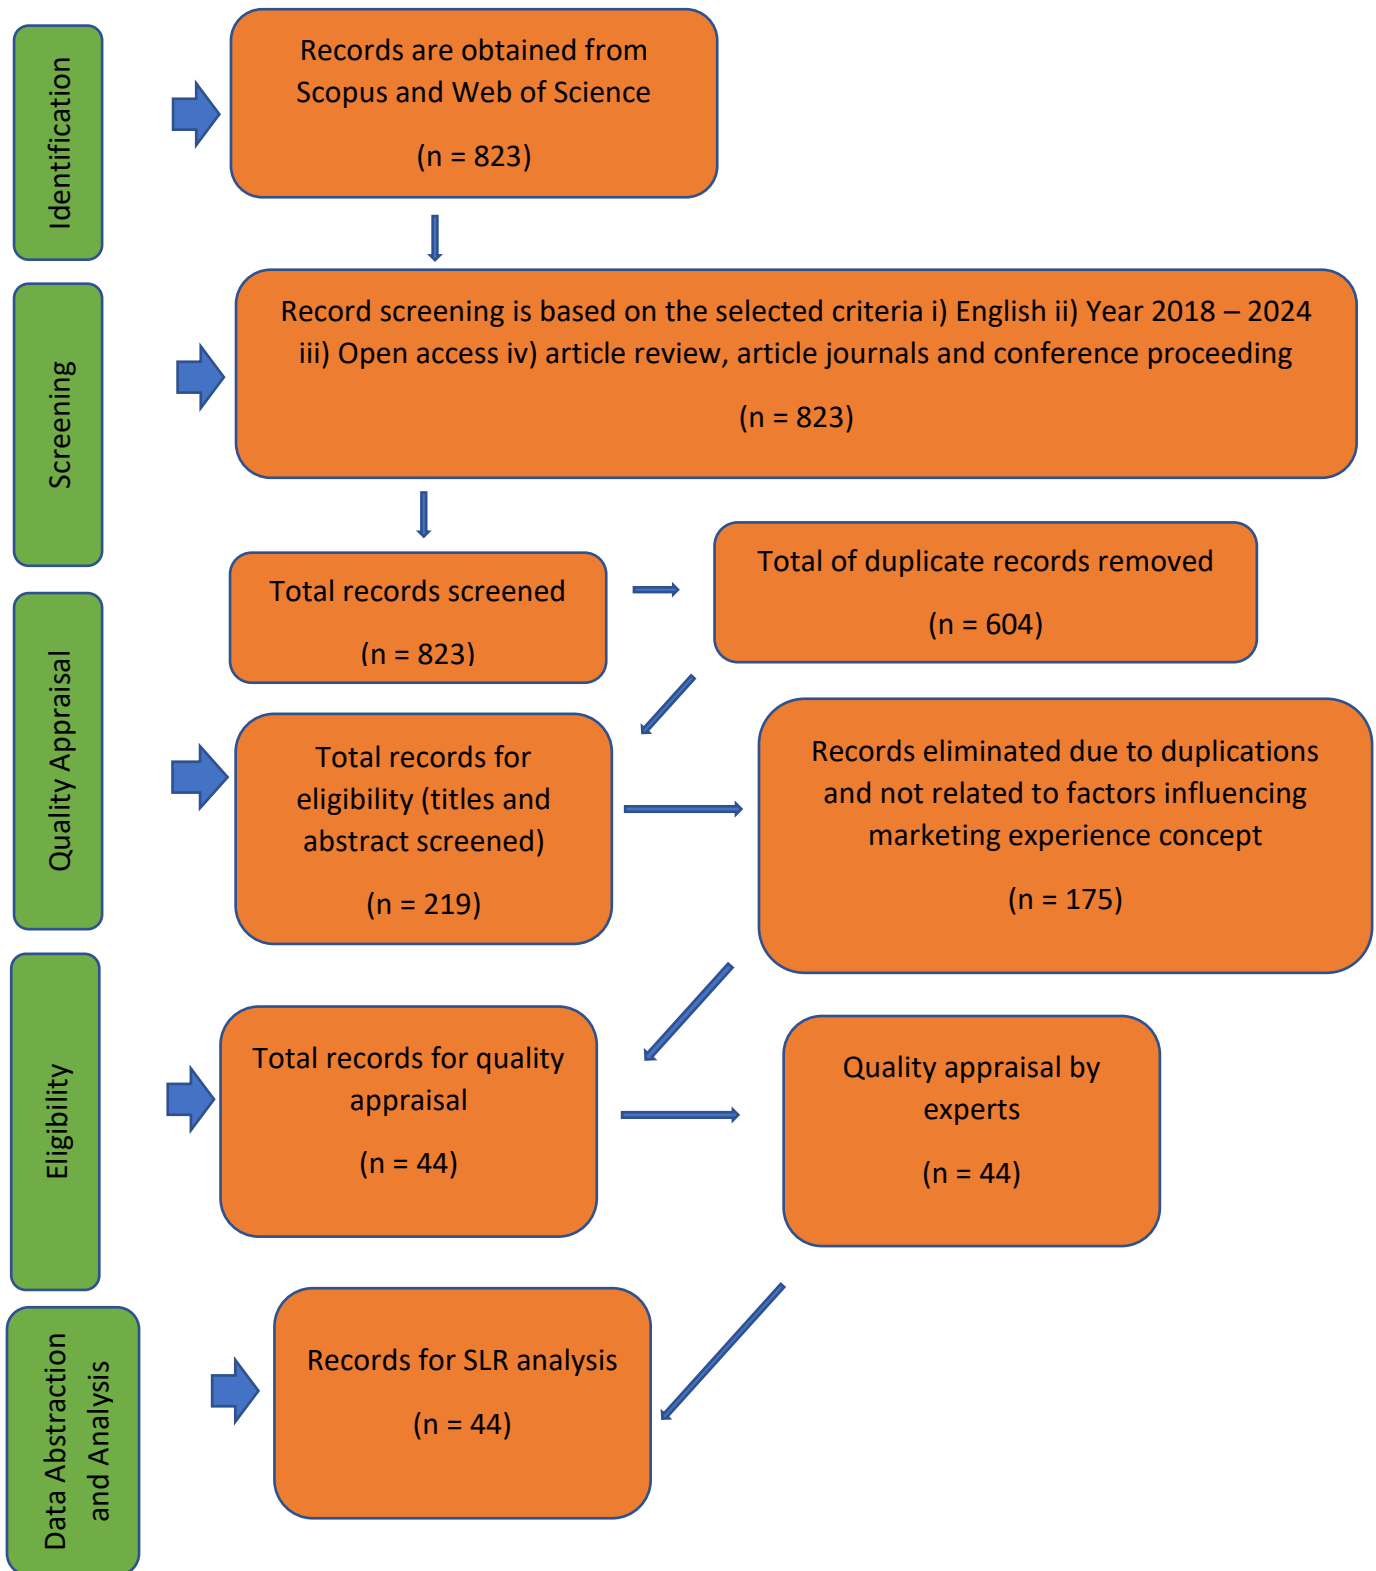 Identification
Records are obtained from
Scopus and Web of Science
(n = 823)
Screening
Record screening is based on the selected criteria i) English ii) Year 2018 – 2024
iii) Open access iv) article review, article journals and conference proceeding
(n = 823)
Total records screened
(n = 823)
Total of duplicate records removed
(n = 604)
Quality Appraisal
Total records for
eligibility (titles and
abstract screened)
(n = 219)
Records eliminated due to duplications
and not related to factors influencing
marketing experience concept
(n = 175)
Eligibility
Total records for quality
appraisal
(n = 44)
Quality appraisal by
experts
(n = 44)
Data Abstraction
and Analysis
Records for SLR analysis
(n = 44)